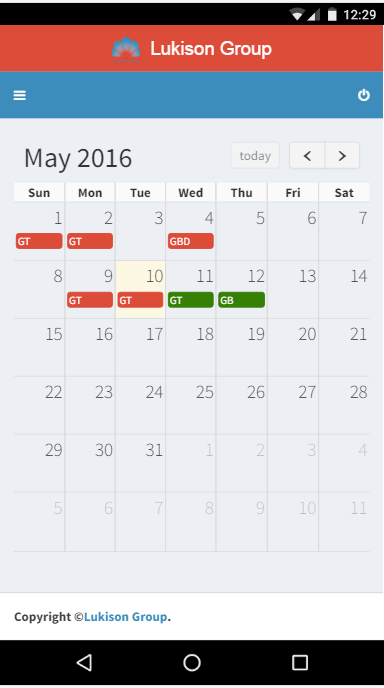 12:29
Lukison Group
May 2016 today
Sun Mon Tue Wed Thu Fri Sat
1 2 3 4 5 6 7
GT GT GBD
8 9 10 11 12 13 14
GT GT GT GB
15 16 17 18 19 20 21
22 23 24 25 26 27 28
29 30 31 1 2 3 4
5 6 7 8 9 10 11
Copyright ©Lukison Group.